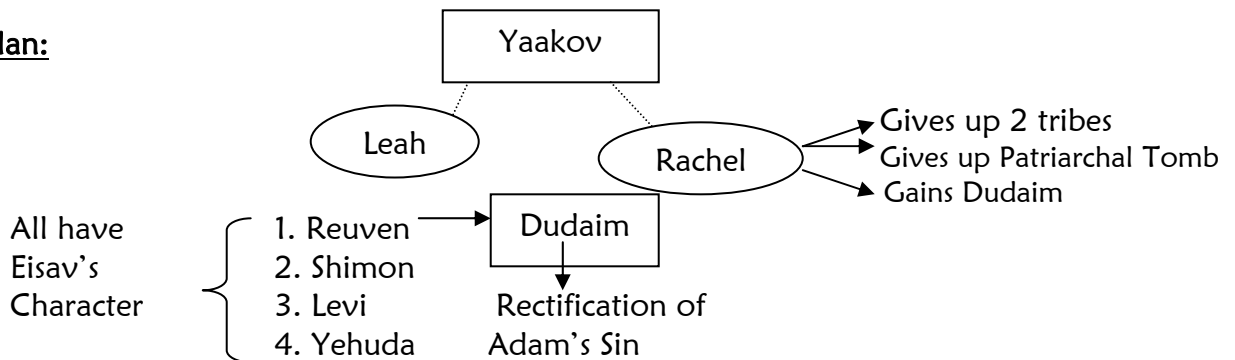 dan:
Yaakov
Leah
Rachel
Gives up 2 tribes
Gives up Patriarchal Tomb
Gains Dudaim
All have
Eisav's
Character
1. Reuven
2. Shimon
3. Levi
4. Yehuda
Dudaim
Rectification of
Adam's Sin